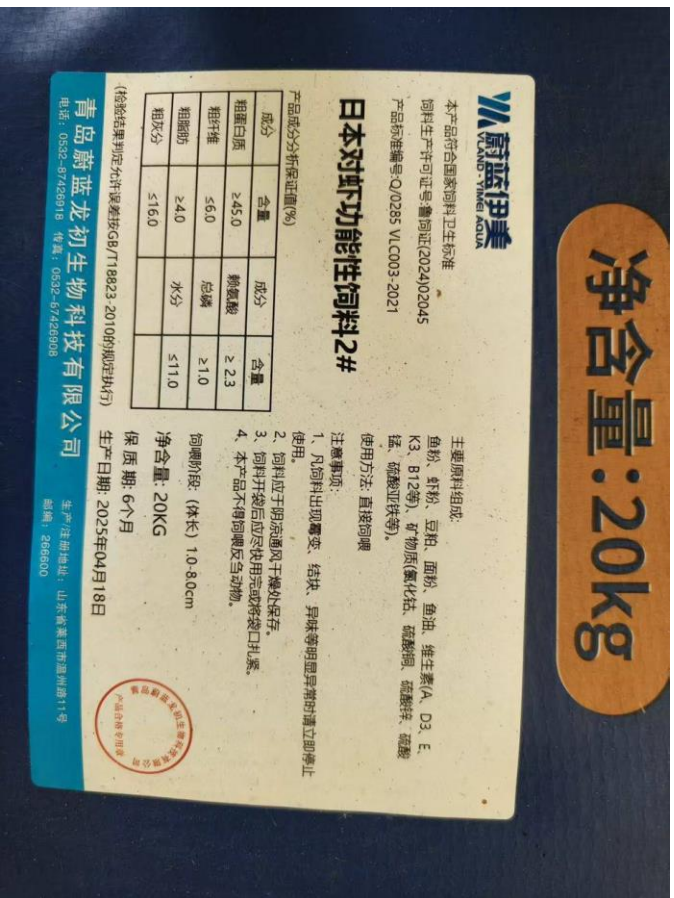 净含量:20kg
蔚蓝伊美
VLAND·YIMEI AQUA
本产品符合国家饲料卫生标准
饲料生产许可证号:鲁饲证(2024)02045
产品标准编号:Q/0285 VLC003-2021
日本对虾功能性饲料2#
产品成分分析保证值(%)
成分 含量 成分 含量
粗蛋白质 ≥45.0 赖氨酸 ≥ 2.3
粗纤维 ≤6.0 总磷 ≥1.0
粗脂肪 ≥4.0 水分 ≤11.0
粗灰分 ≤16.0
(检验结果判定允许误差按GB/T18823-2010的规定执行)
主要原料组成:
鱼粉、虾粉、豆粕、面粉、鱼油、维生素(A、D3、E、
K3、B12等)、矿物质(氯化钴、硫酸铜、硫酸锌、硫酸
锰、硫酸亚铁等)。
使用方法: 直接饲喂
注意事项:
1、凡饲料出现霉变、结块、异味等明显异常时请立即停止
使用。
2、饲料应于阴凉通风干燥处保存。
3、饲料开袋后应尽快用完或将袋口扎紧。
4、本产品不得饲喂反刍动物。
饲喂阶段: (体长) 1.0-8.0cm
净含量: 20KG
保 质 期: 6个月
生产日期: 2025年04月18日
产品合格专用章
青岛蔚蓝龙初生物科技有限公司
电话: 0532-87426918 传真: 0532-87426908
生产/注册地址: 山东省莱西市温州路11号
邮编: 266600